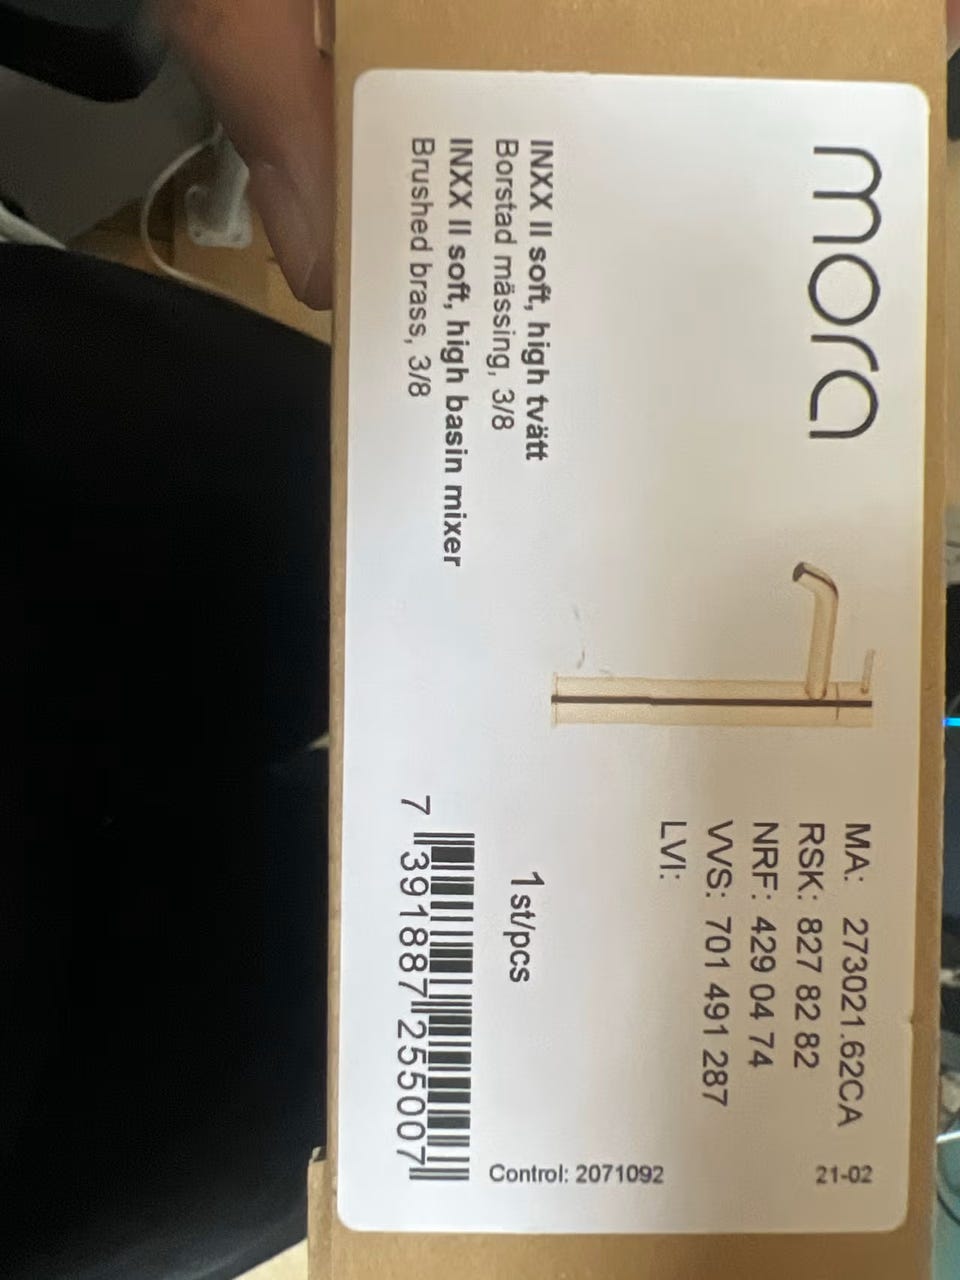 mora
INXX II soft, high tvätt
Borstad mässing, 3/8
INXX II soft, high basin mixer
Brushed brass, 3/8
MA: 273021.62CA
RSK: 827 82 82
NRF: 429 04 74
VVS: 701 491 287
LVI:
1st/pcs
7 391887 255007
21-02
Control: 2071092